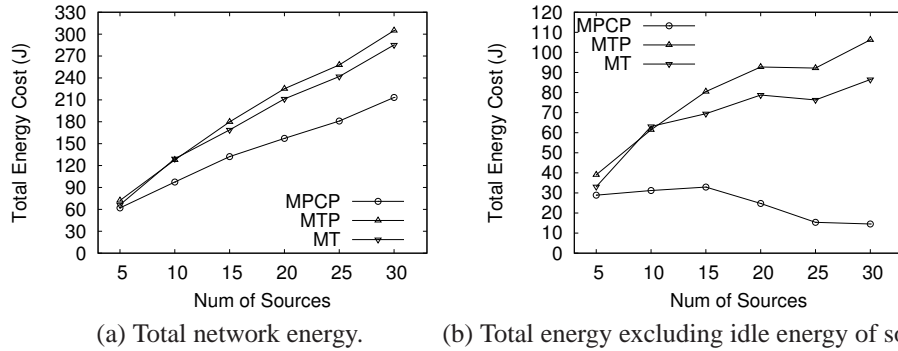 330
300
270
240
210
180
150
120
90
60
30
0
Total Energy Cost (J)
MPCP
MTP
MT
5 10 15 20 25 30
Num of Sources
(a) Total network energy.
120
110
100
90
80
70
60
50
40
30
20
10
0
Total Energy Cost (J)
MPCP
MTP
MT
5 10 15 20 25 30
Num of Sources
(b) Total energy excluding idle energy of